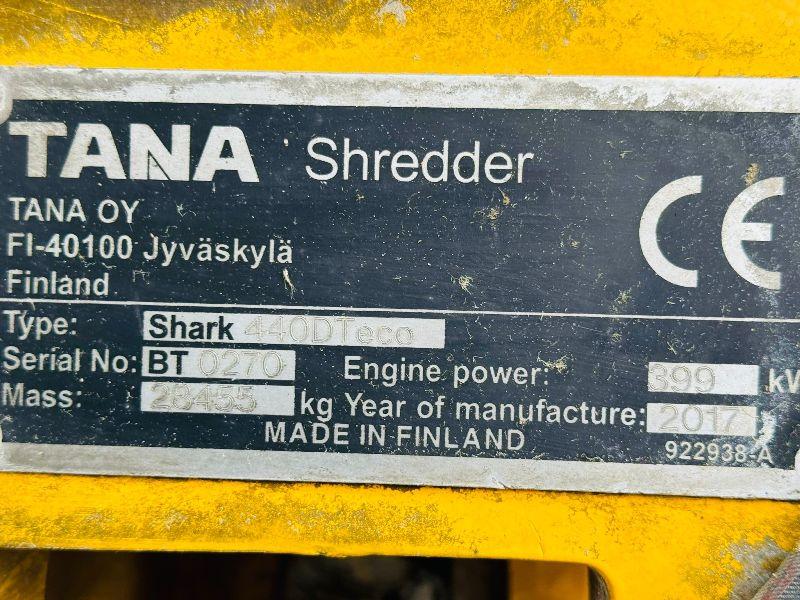 TANA Shredder
TANA OY
FI-40100 Jyväskylä
Finland
CE
Type: Shark 440DTeco
Serial No: BT 0270 Engine power: 399 kW
Mass: 28455 kg Year of manufacture: 2017
MADE IN FINLAND 922938-A